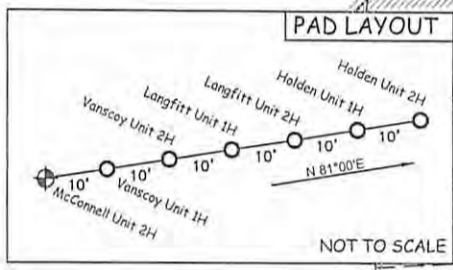 PAD LAYOUT
Holden Unit 2H
Holden Unit 1H
Langfitt Unit 2H
Langfitt Unit 1H
Vanscoy Unit 2H
10' 10' 10' 10' 10' 10'
Vanscoy Unit 1H
McConnell Unit 2H
N 81°00'E
NOT TO SCALE